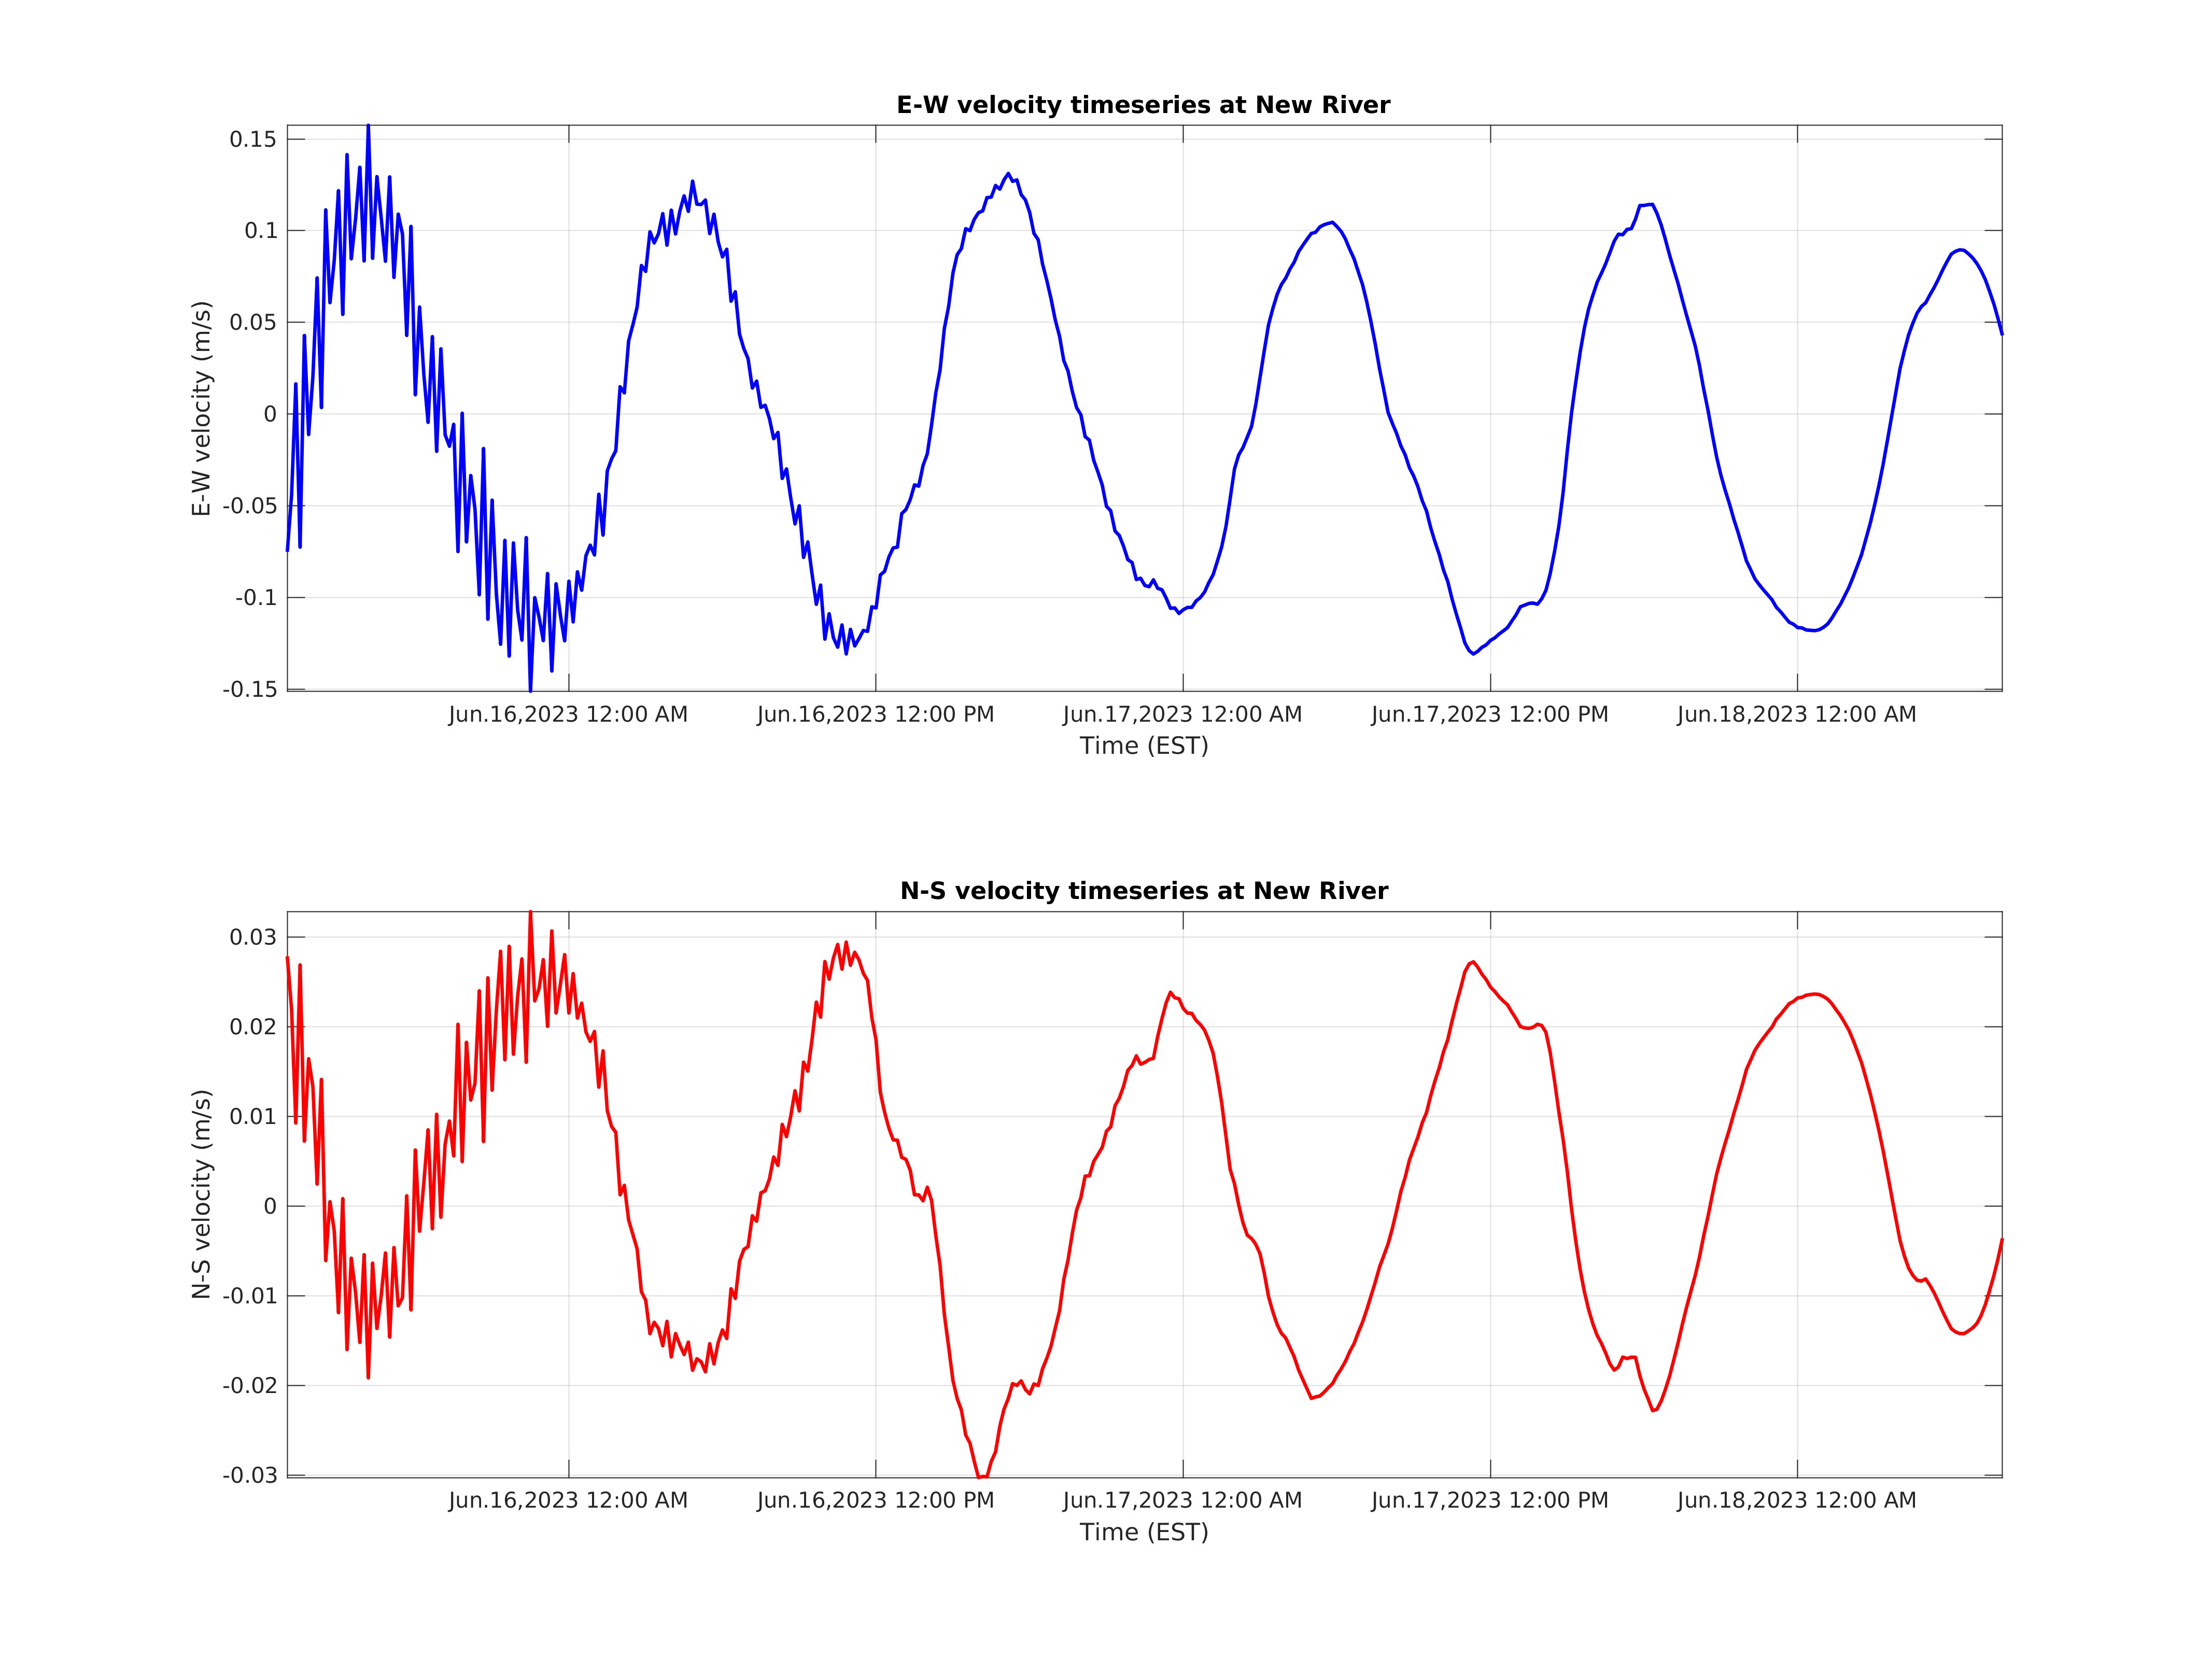 E-W velocity timeseries at New River
0.15
0.1
0.05
0
-0.05
-0.1
-0.15
E-W velocity (m/s)
Jun.16,2023 12:00 AM
Jun.16,2023 12:00 PM
Jun.17,2023 12:00 AM
Jun.17,2023 12:00 PM
Jun.18,2023 12:00 AM
Time (EST)
N-S velocity timeseries at New River
0.03
0.02
0.01
0
-0.01
-0.02
-0.03
N-S velocity (m/s)
Jun.16,2023 12:00 AM
Jun.16,2023 12:00 PM
Jun.17,2023 12:00 AM
Jun.17,2023 12:00 PM
Jun.18,2023 12:00 AM
Time (EST)